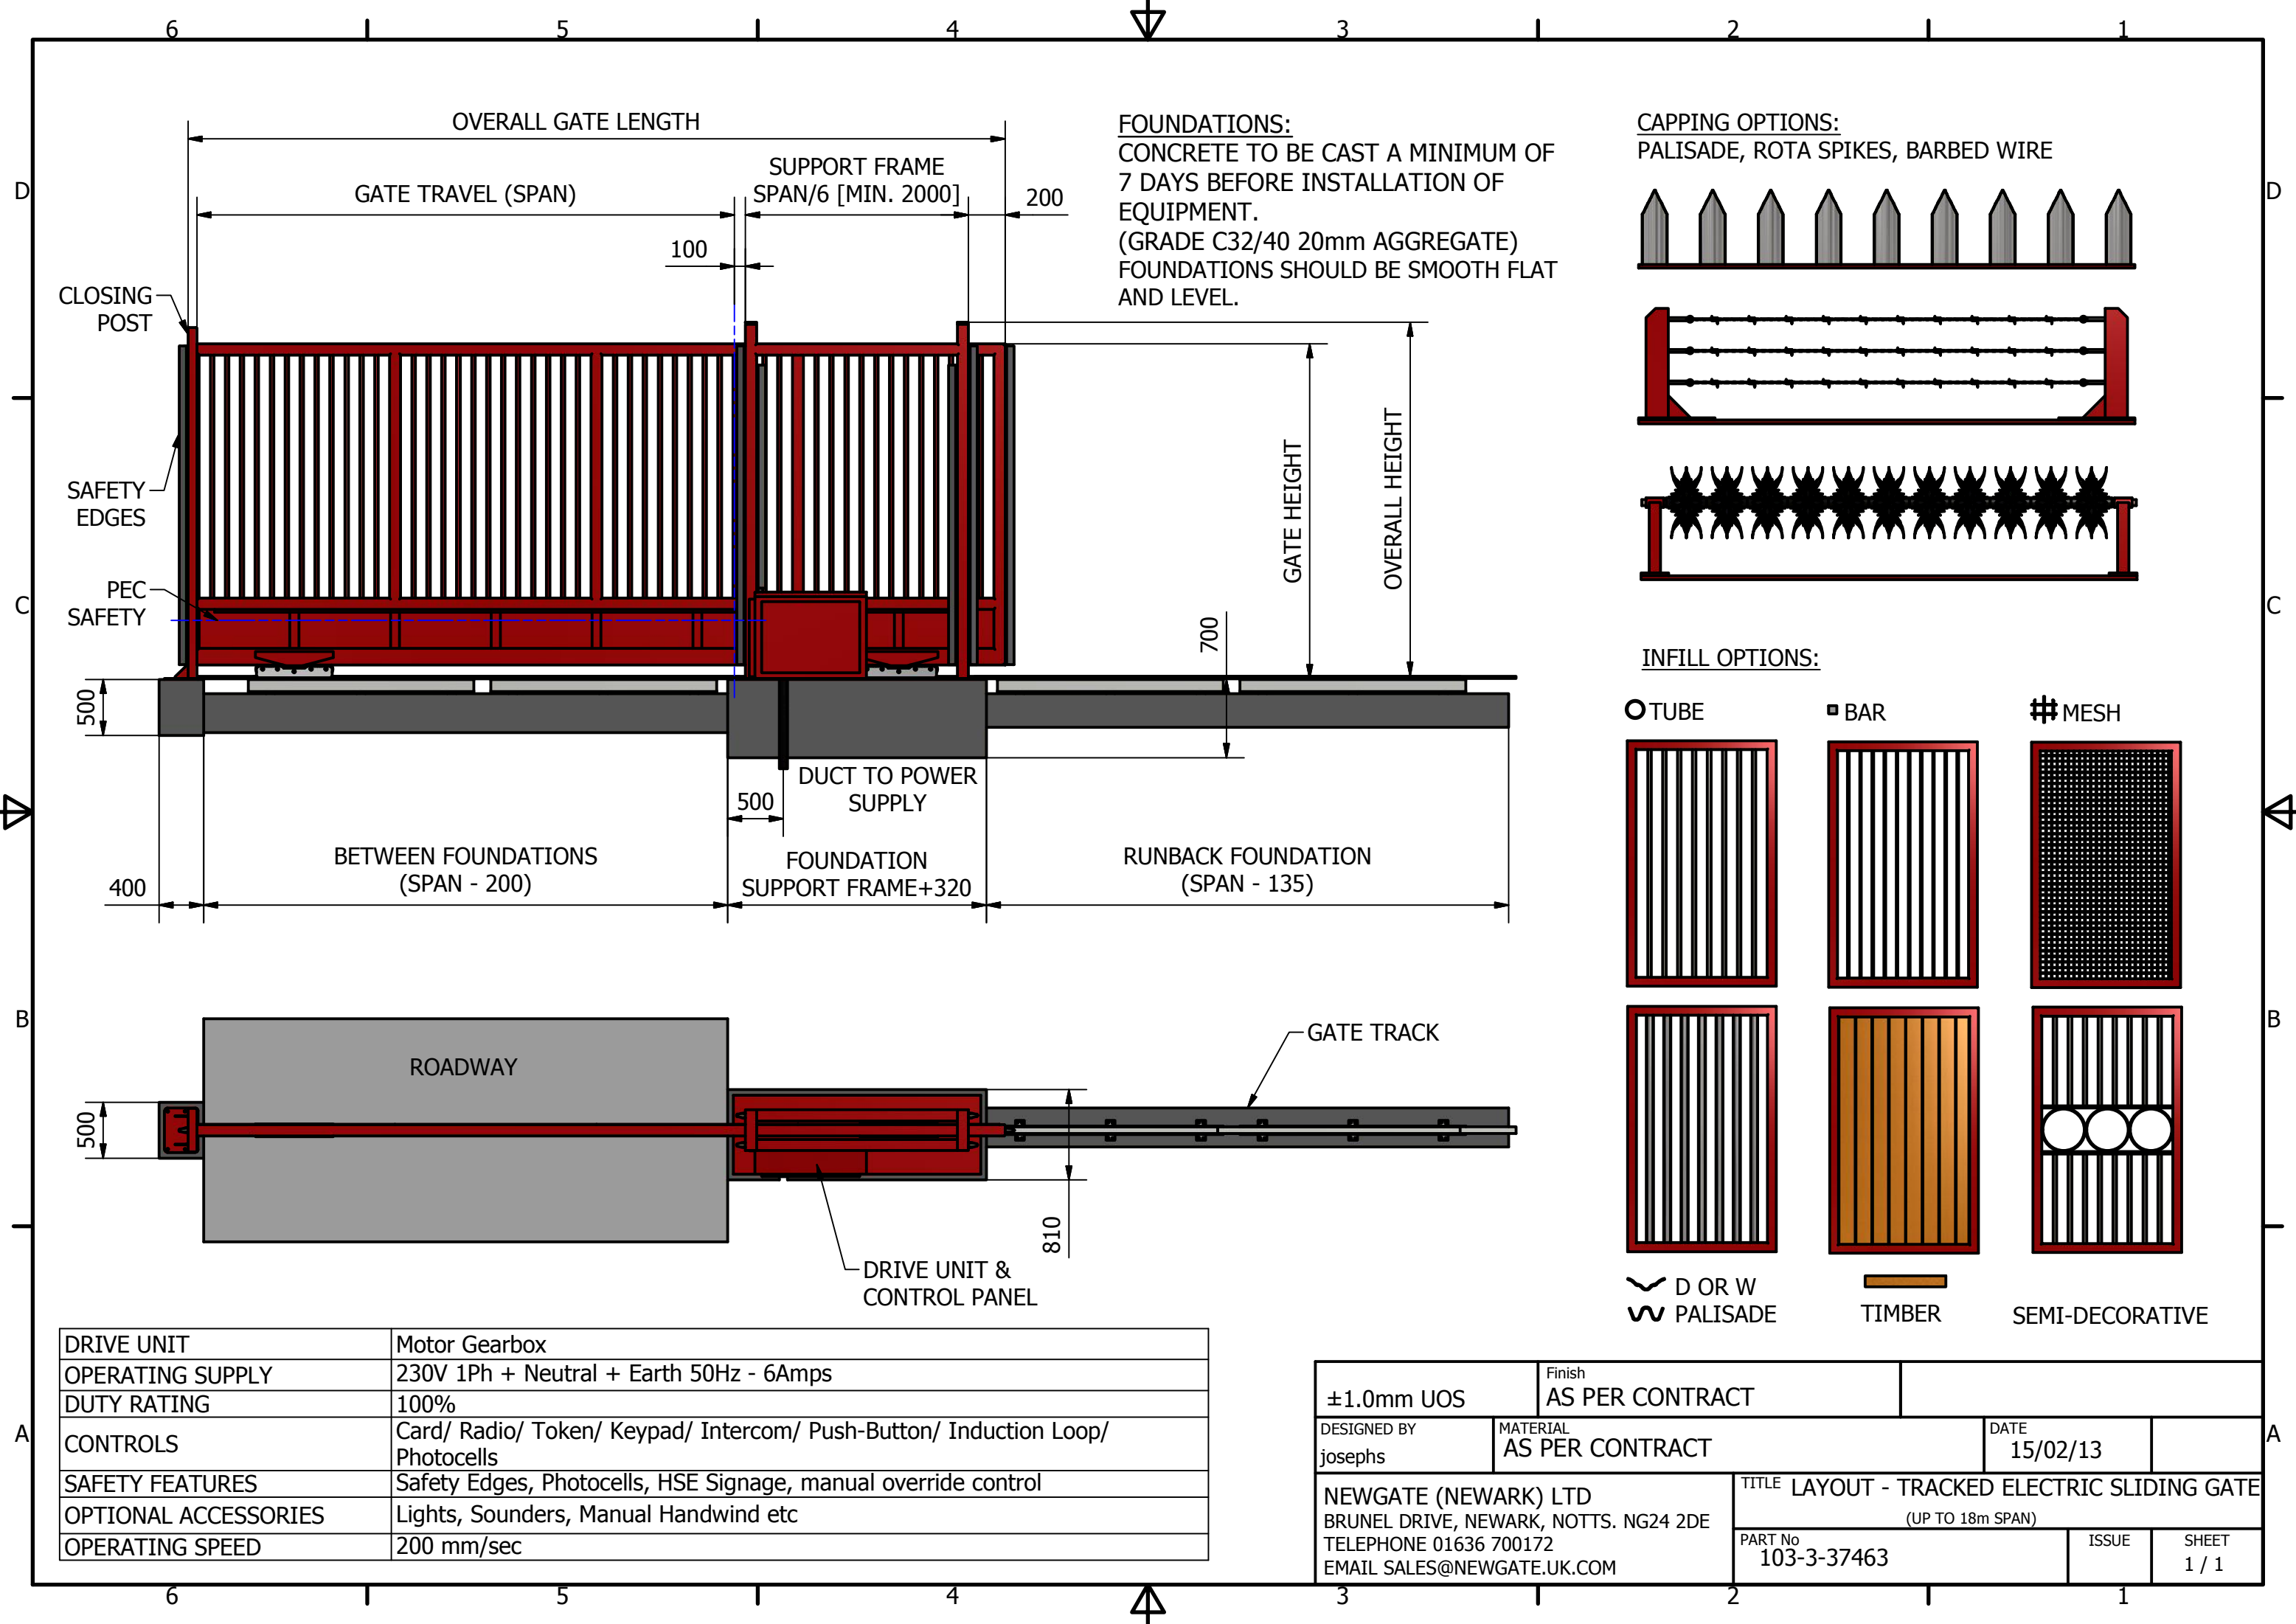 6 5 4 3 2 1
D
D
C
C
B
B
A
A
OVERALL GATE LENGTH
SUPPORT FRAME
SPAN/6 [MIN. 2000]
GATE TRAVEL (SPAN)
200
100
CLOSING
POST
SAFETY
EDGES
PEC
SAFETY
500
GATE HEIGHT
OVERALL HEIGHT
700
DUCT TO POWER
SUPPLY
500
BETWEEN FOUNDATIONS
(SPAN - 200)
FOUNDATION
SUPPORT FRAME+320
RUNBACK FOUNDATION
(SPAN - 135)
400
FOUNDATIONS:
CONCRETE TO BE CAST A MINIMUM OF
7 DAYS BEFORE INSTALLATION OF
EQUIPMENT.
(GRADE C32/40 20mm AGGREGATE)
FOUNDATIONS SHOULD BE SMOOTH FLAT
AND LEVEL.
CAPPING OPTIONS:
PALISADE, ROTA SPIKES, BARBED WIRE
INFILL OPTIONS:
TUBE
BAR
MESH
D OR W
PALISADE
TIMBER
SEMI-DECORATIVE
ROADWAY
500
GATE TRACK
810
DRIVE UNIT &
CONTROL PANEL
DRIVE UNIT Motor Gearbox
OPERATING SUPPLY 230V 1Ph + Neutral + Earth 50Hz - 6Amps
DUTY RATING 100%
CONTROLS Card/ Radio/ Token/ Keypad/ Intercom/ Push-Button/ Induction Loop/
Photocells
SAFETY FEATURES Safety Edges, Photocells, HSE Signage, manual override control
OPTIONAL ACCESSORIES Lights, Sounders, Manual Handwind etc
OPERATING SPEED 200 mm/sec
±1.0mm UOS
Finish
AS PER CONTRACT
DESIGNED BY
josephs
MATERIAL
AS PER CONTRACT
DATE
15/02/13
NEWGATE (NEWARK) LTD
BRUNEL DRIVE, NEWARK, NOTTS. NG24 2DE
TELEPHONE 01636 700172
EMAIL SALES@NEWGATE.UK.COM
TITLE LAYOUT - TRACKED ELECTRIC SLIDING GATE
(UP TO 18m SPAN)
PART No
103-3-37463
ISSUE
SHEET
1 / 1
6 5 4 3 2 1